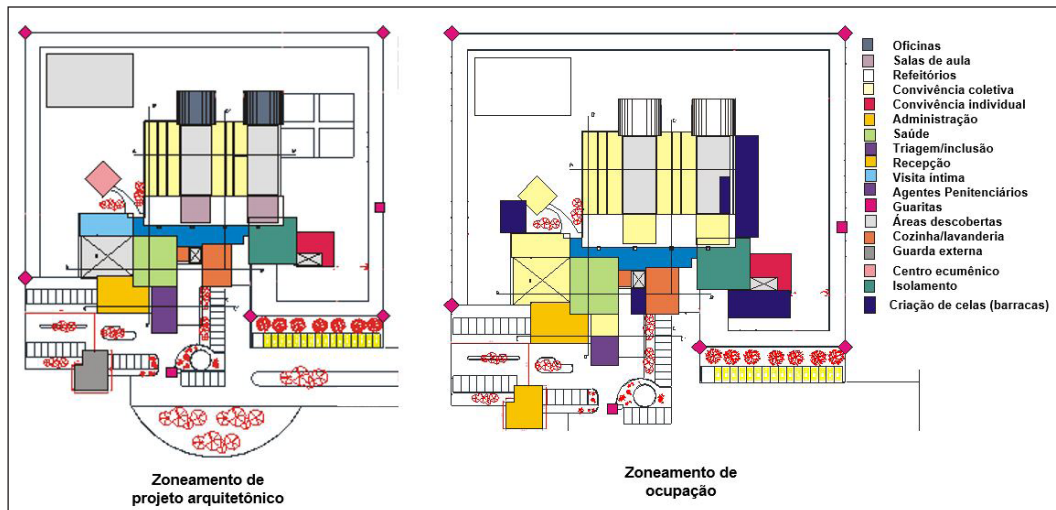 Oficinas
Salas de aula
Refeitórios
Convivência coletiva
Convivência individual
Administração
Saúde
Triagem/inclusão
Recepção
Visita íntima
Agentes Penitenciários
Guaritas
Áreas descobertas
Cozinha/lavanderia
Guarda externa
Centro ecumênico
Isolamento
Criação de celas (barracas)
Zoneamento de
projeto arquitetônico
Zoneamento de
ocupação